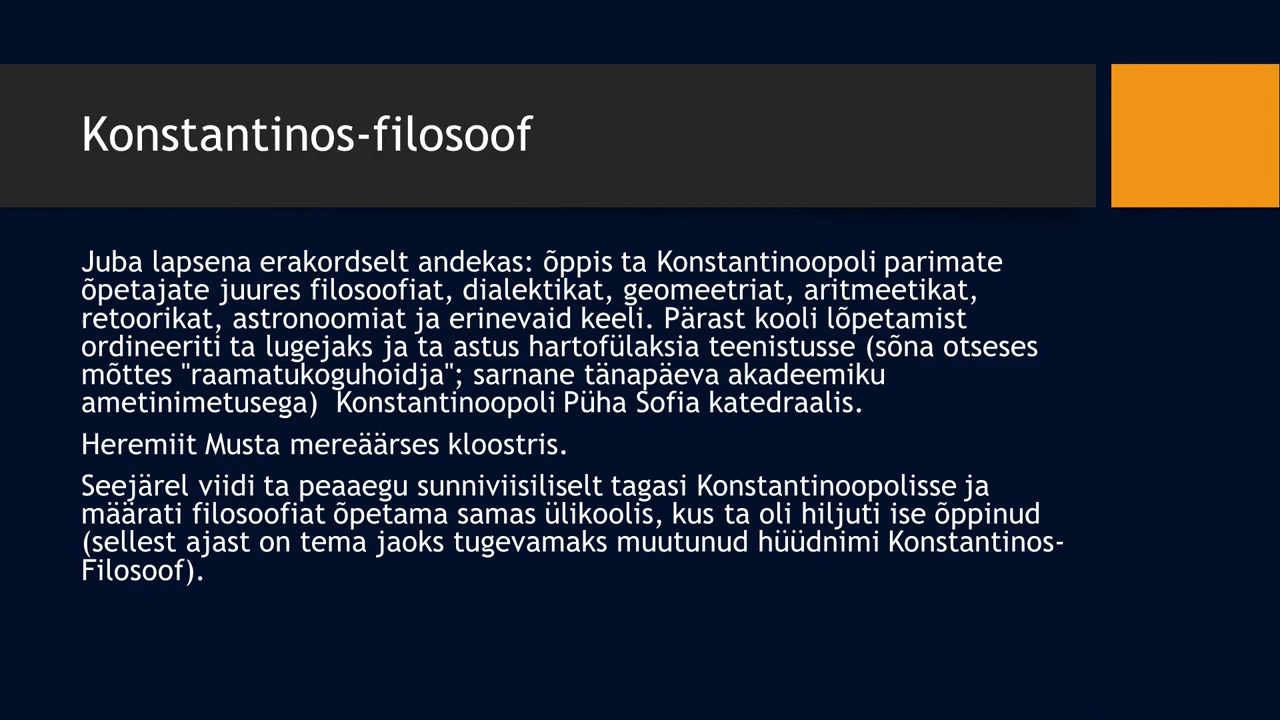 Konstantinos-filosoof
Juba lapsena erakordselt andekas: õppis ta Konstantinoopoli parimate
õpetajate juures filosoofiat, dialektikat, geomeetriat, aritmeetikat,
retoorikat, astronoomiat ja erinevaid keeli. Pärast kooli lõpetamist
ordineeriti ta lugejaks ja ta astus hartofülaksia teenistusse (sõna otseses
mõttes "raamatukoguhoidja"; sarnane tänapäeva akadeemiku
ametinimetusega)  Konstantinoopoli Püha Sofia katedraalis.
Heremiit Musta mereäärses kloostris.
Seejärel viidi ta peaaegu sunniviisiliselt tagasi Konstantinoopolisse ja
määrati filosoofiat õpetama samas ülikoolis, kus ta oli hiljuti ise õppinud
(sellest ajast on tema jaoks tugevamaks muutunud hüüdnimi Konstantinos-
Filosoof).